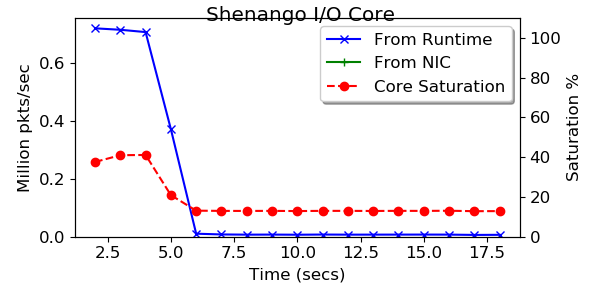 Shenango I/O Core
From Runtime
From NIC
Core Saturation
Million pkts/sec
0.6
0.4
0.2
0.0
100
80
60
40
20
0
Saturation %
2.5 5.0 7.5 10.0 12.5 15.0 17.5
Time (secs)